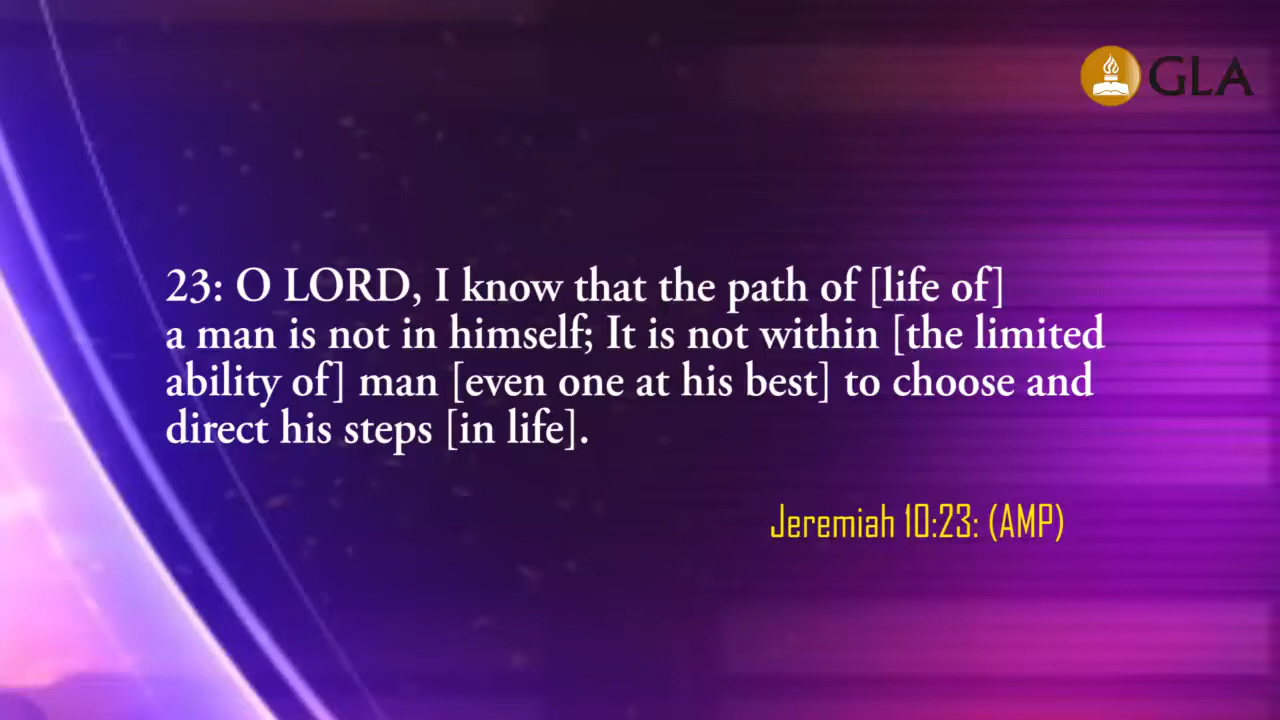 GLA
23: O LORD, I know that the path of [life of]
a man is not in himself; It is not within [the limited
ability of] man [even one at his best] to choose and
direct his steps [in life].
Jeremiah 10:23: (AMP)